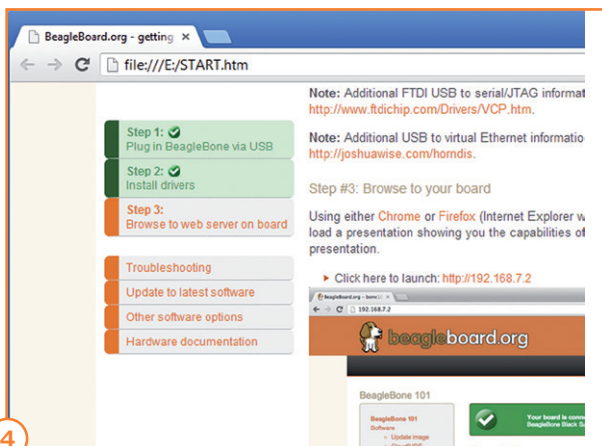 BeagleBoard.org - getting
file:///E:/START.htm
Step 1:
Plug in BeagleBone via USB
Step 2:
Install drivers
Step 3:
Browse to web server on board
Troubleshooting
Update to latest software
Other software options
Hardware documentation
Note: Additional FTDI USB to serial/JTAG informat
http://www.ftdichip.com/Drivers/VCP.htm.
Note: Additional USB to virtual Ethernet informatio
http://joshuawise.com/horndis.
Step #3: Browse to your board
Using either Chrome or Firefox (Internet Explorer w
load a presentation showing you the capabilities of
presentation.
Click here to launch: http://192.168.7.2
192.168.7.2
beagleboard.org
BeagleBone 101
BeagleBone 101
Software
Update image
Your board is conne
BeagleBone Black
4